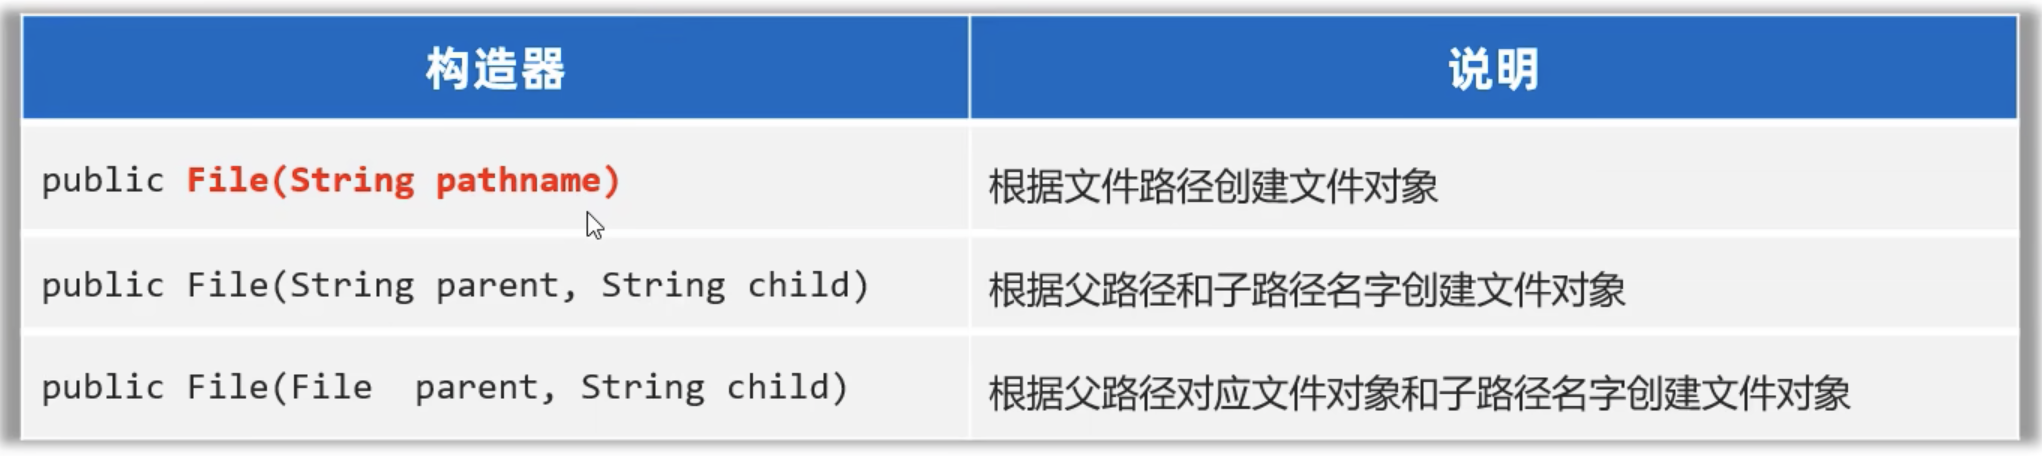 构造器 说明
public File(String pathname) 根据文件路径创建文件对象
public File(String parent, String child) 根据父路径和子路径名字创建文件对象
public File(File  parent, String child) 根据父路径对应文件对象和子路径名字创建文件对象